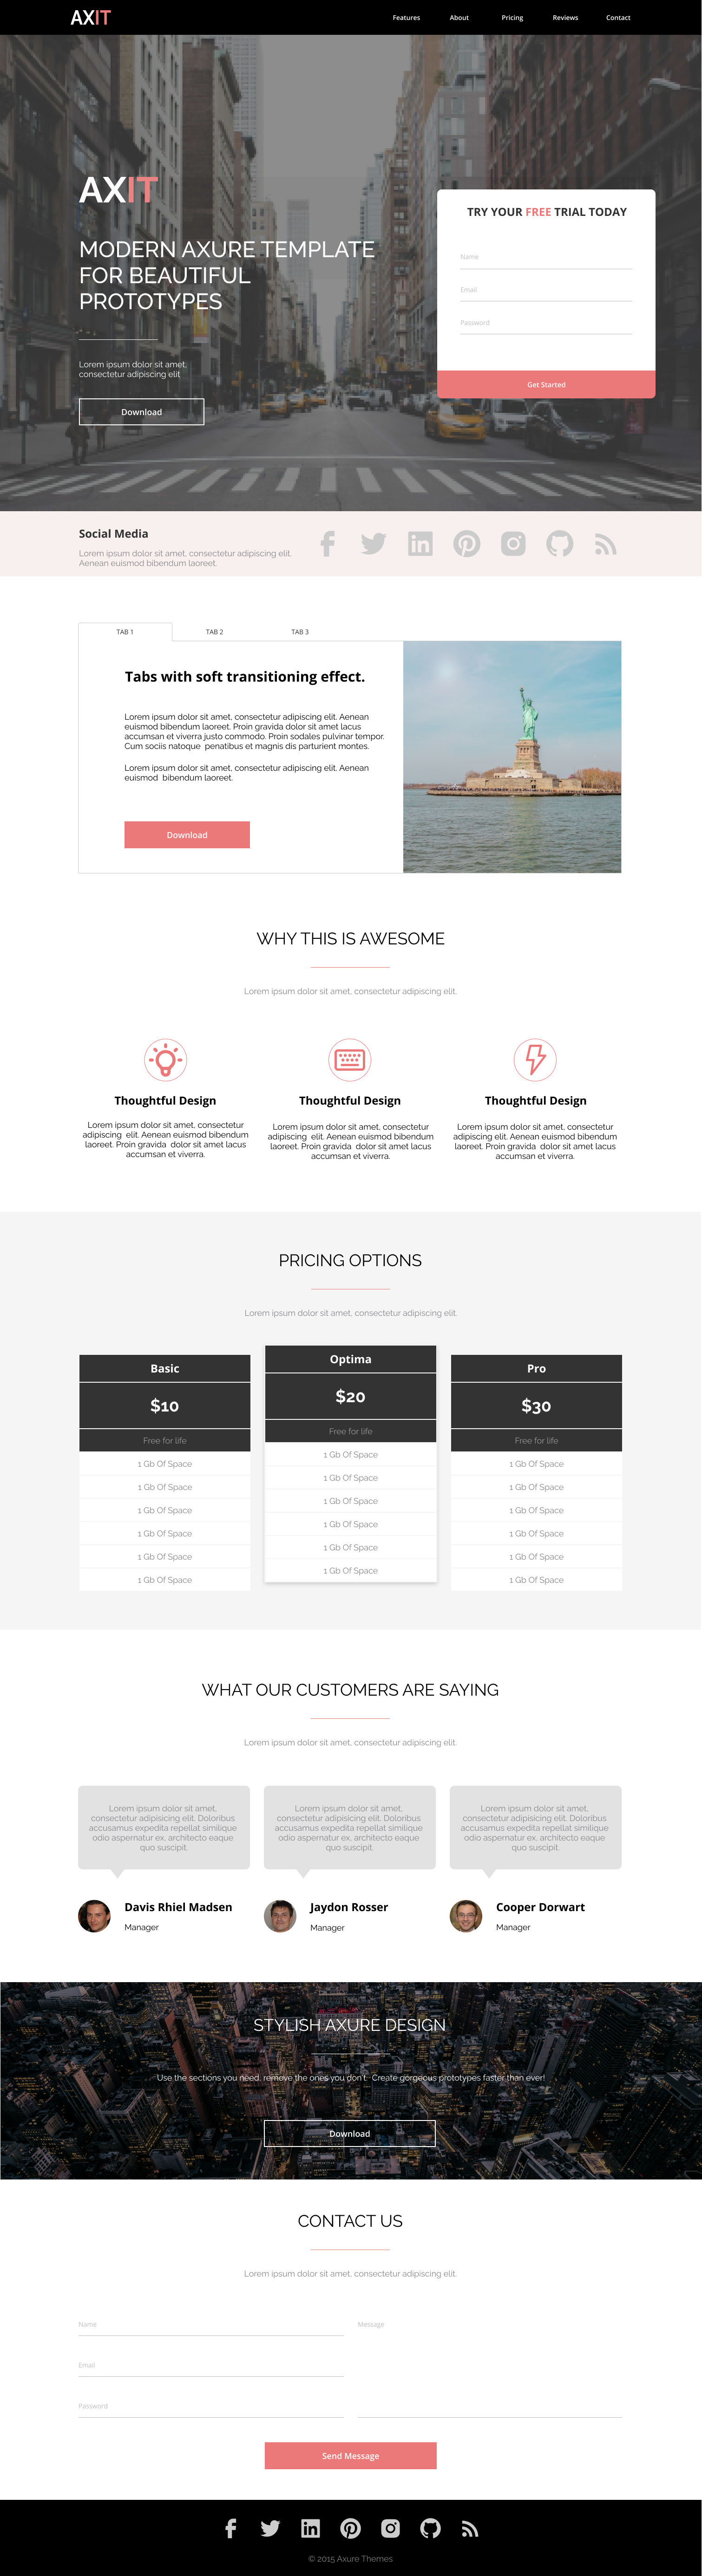 AXIT
Features About Pricing Reviews Contact
AXIT
MODERN AXURE TEMPLATE
FOR BEAUTIFUL
PROTOTYPES
Lorem ipsum dolor sit amet,
consectetur adipiscing elit
Download
TRY YOUR FREE TRIAL TODAY
Name
Email
Password
Get Started
Social Media
Lorem ipsum dolor sit amet, consectetur adipiscing elit.
Aenean euismod bibendum laoreet.
TAB 1 TAB 2 TAB 3
Tabs with soft transitioning effect.
Lorem ipsum dolor sit amet, consectetur adipiscing elit. Aenean
euismod bibendum laoreet. Proin gravida dolor sit amet lacus
accumsan et viverra justo commodo. Proin sodales pulvinar tempor.
Cum sociis natoque penatibus et magnis dis parturient montes.
Lorem ipsum dolor sit amet, consectetur adipiscing elit. Aenean
euismod bibendum laoreet.
Download
WHY THIS IS AWESOME
Lorem ipsum dolor sit amet, consectetur adipiscing elit.
Thoughtful Design
Lorem ipsum dolor sit amet, consectetur
adipiscing elit. Aenean euismod bibendum
laoreet. Proin gravida dolor sit amet lacus
accumsan et viverra.
Thoughtful Design
Lorem ipsum dolor sit amet, consectetur
adipiscing elit. Aenean euismod bibendum
laoreet. Proin gravida dolor sit amet lacus
accumsan et viverra.
Thoughtful Design
Lorem ipsum dolor sit amet, consectetur
adipiscing elit. Aenean euismod bibendum
laoreet. Proin gravida dolor sit amet lacus
accumsan et viverra.
PRICING OPTIONS
Lorem ipsum dolor sit amet, consectetur adipiscing elit.
Basic
$10
Free for life
1 Gb Of Space
1 Gb Of Space
1 Gb Of Space
1 Gb Of Space
1 Gb Of Space
1 Gb Of Space
Optima
$20
Free for life
1 Gb Of Space
1 Gb Of Space
1 Gb Of Space
1 Gb Of Space
1 Gb Of Space
1 Gb Of Space
Pro
$30
Free for life
1 Gb Of Space
1 Gb Of Space
1 Gb Of Space
1 Gb Of Space
1 Gb Of Space
1 Gb Of Space
WHAT OUR CUSTOMERS ARE SAYING
Lorem ipsum dolor sit amet, consectetur adipiscing elit.
Lorem ipsum dolor sit amet,
consectetur adipisicing elit. Doloribus
accusamus expedita repellat similique
odio aspernatur ex, architecto eaque
quo suscipit.
Davis Rhiel Madsen
Manager
Lorem ipsum dolor sit amet,
consectetur adipisicing elit. Doloribus
accusamus expedita repellat similique
odio aspernatur ex, architecto eaque
quo suscipit.
Jaydon Rosser
Manager
Lorem ipsum dolor sit amet,
consectetur adipisicing elit. Doloribus
accusamus expedita repellat similique
odio aspernatur ex, architecto eaque
quo suscipit.
Cooper Dorwart
Manager
STYLISH AXURE DESIGN
Use the sections you need, remove the ones you don't. Create gorgeous prototypes faster than ever!
Download
CONTACT US
Lorem ipsum dolor sit amet, consectetur adipiscing elit.
Name
Email
Password
Message
Send Message
© 2015 Axure Themes